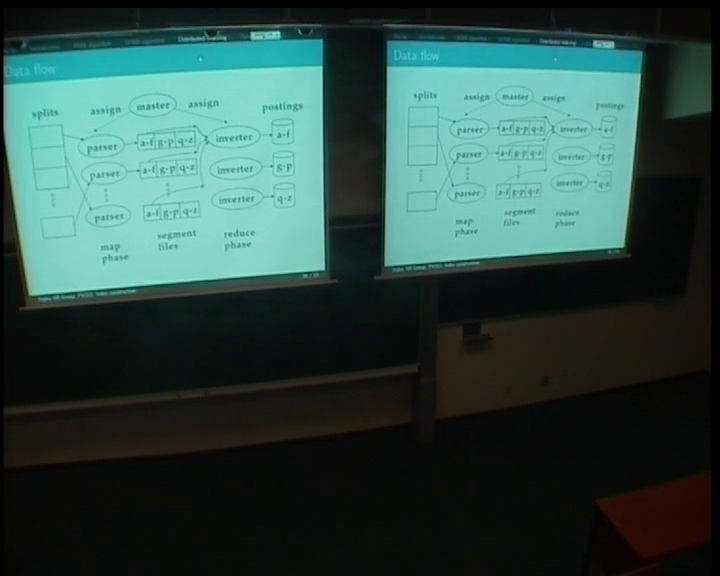 Distributed indexing
Data flow
splits
assign
master
assign
postings
parser
a-f g-p q-z
inverter
a-f
parser
a-f g-p q-z
inverter
g-p
parser
a-f g-p q-z
inverter
q-z
map
phase
segment
files
reduce
phase
Distributed indexing
Data flow
splits
assign
master
assign
postings
parser
a-f g-p q-z
inverter
a-f
parser
a-f g-p q-z
inverter
g-p
parser
a-f g-p q-z
inverter
q-z
map
phase
segment
files
reduce
phase